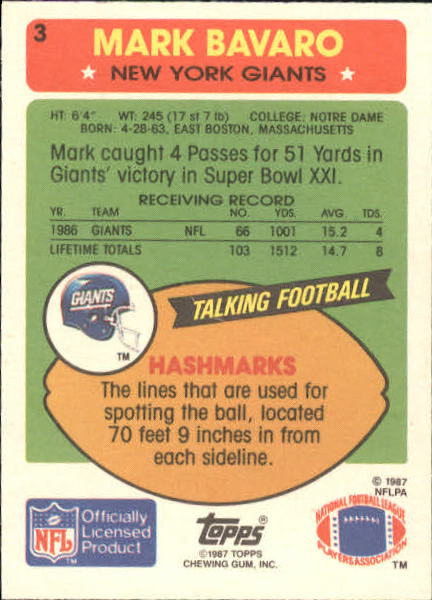 3
MARK BAVARO
★ NEW YORK GIANTS ★
HT: 6'4" WT: 245 (17 st 7 lb) COLLEGE: NOTRE DAME
BORN: 4-28-63, EAST BOSTON, MASSACHUSETTS
Mark caught 4 Passes for 51 Yards in
Giants' victory in Super Bowl XXI.
RECEIVING RECORD
YR. TEAM NO. YDS. AVG. TDS.
1986 GIANTS NFL 66 1001 15.2 4
LIFETIME TOTALS 103 1512 14.7 8
GIANTS
TM
TALKING FOOTBALL
HASHMARKS
The lines that are used for
spotting the ball, located
70 feet 9 inches in from
each sideline.
© 1987
NFLPA
NFL
TM
Officially
Licensed
Product
Topps®
©1987 TOPPS
CHEWING GUM, INC.
NATIONAL FOOTBALL LEAGUE
PLAYERS ASSOCIATION
TM